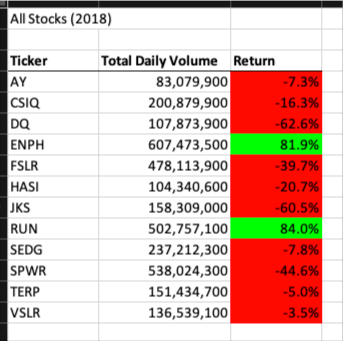 All Stocks (2018)
Ticker Total Daily Volume Return
AY 83,079,900 -7.3%
CSIQ 200,879,900 -16.3%
DQ 107,873,900 -62.6%
ENPH 607,473,500 81.9%
FSLR 478,113,900 -39.7%
HASI 104,340,600 -20.7%
JKS 158,309,000 -60.5%
RUN 502,757,100 84.0%
SEDG 237,212,300 -7.8%
SPWR 538,024,300 -44.6%
TERP 151,434,700 -5.0%
VSLR 136,539,100 -3.5%